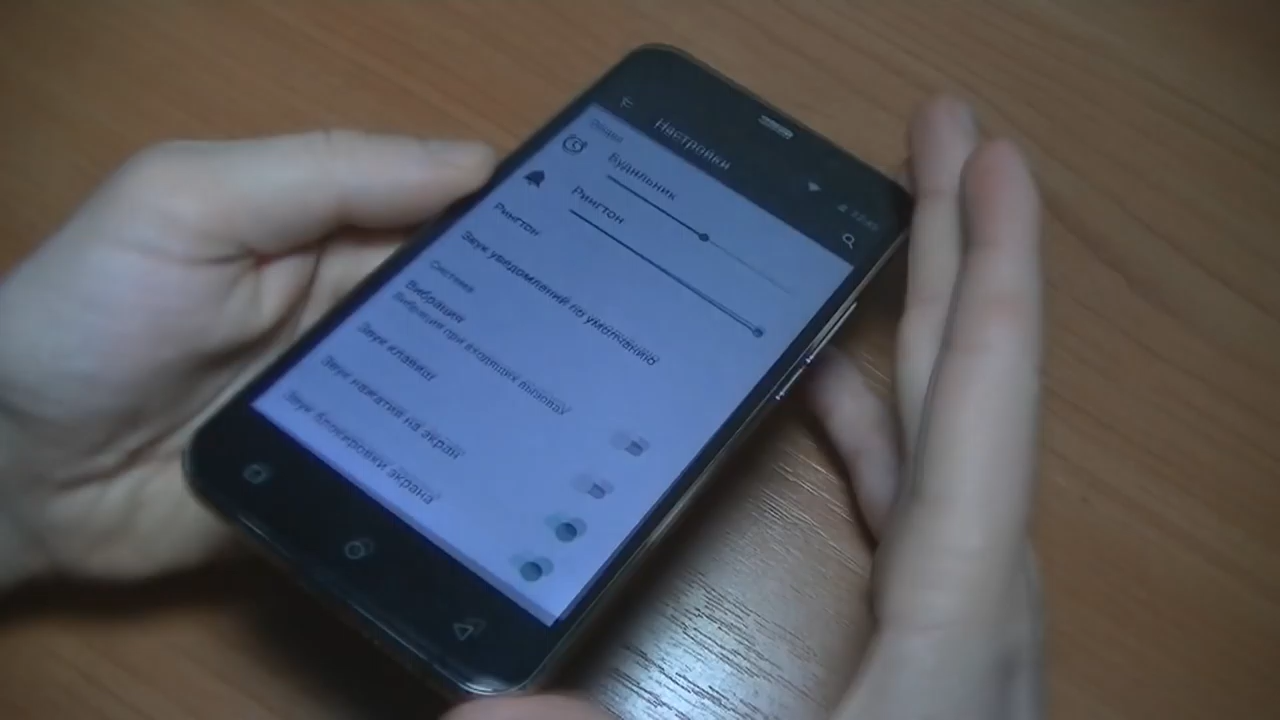 Настройки
Общие
Будильник
Рингтон
Рингтон
Звук уведомлений по умолчанию
Система
Вибрация
Вибрация при входящих вызовах
Звук клавиш
Звук нажатия на экран
Звук блокировки экрана